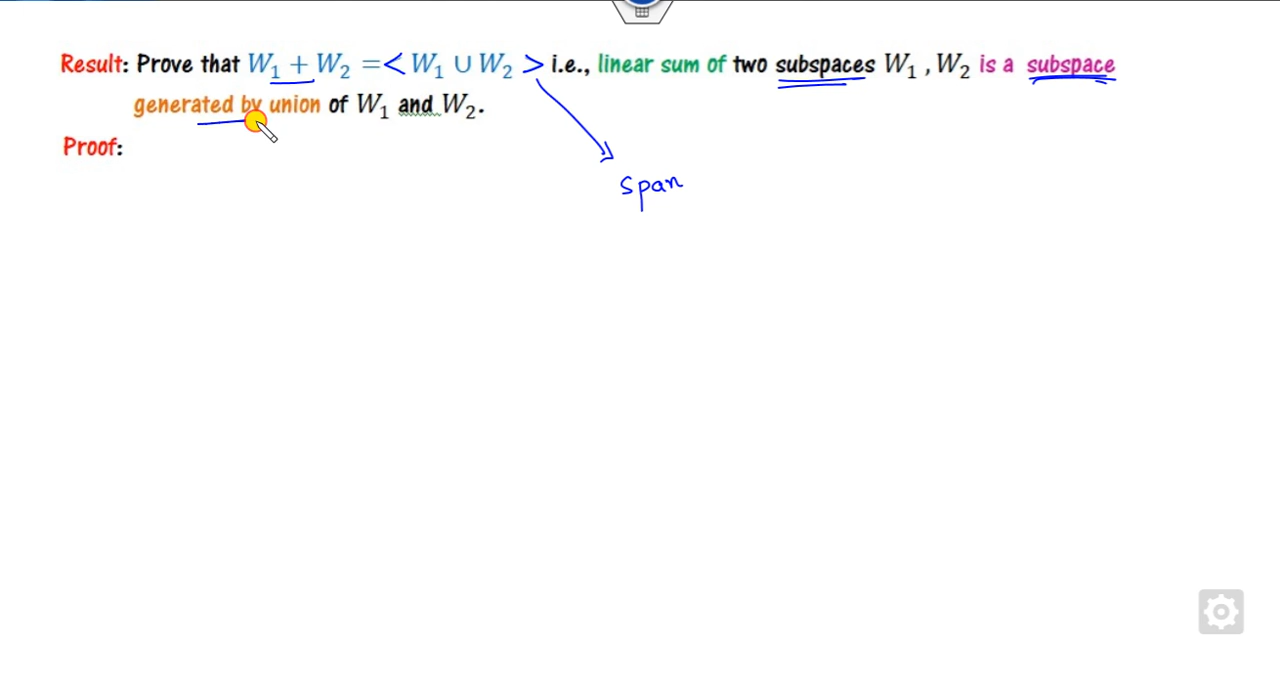 Result: Prove that W₁ + W₂ =< W₁ ∪ W₂ > i.e., linear sum of two subspaces W₁ , W₂ is a subspace
generated by union of W₁ and W₂.
Proof:
span